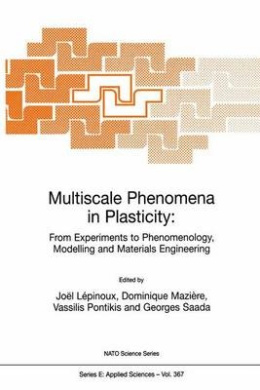 Multiscale Phenomena
in Plasticity:
From Experiments to Phenomenology,
Modelling and Materials Engineering
Edited by
Joël Lépinoux, Dominique Mazière,
Vassilis Pontikis and Georges Saada
NATO Science Series
Series E: Applied Sciences – Vol. 367